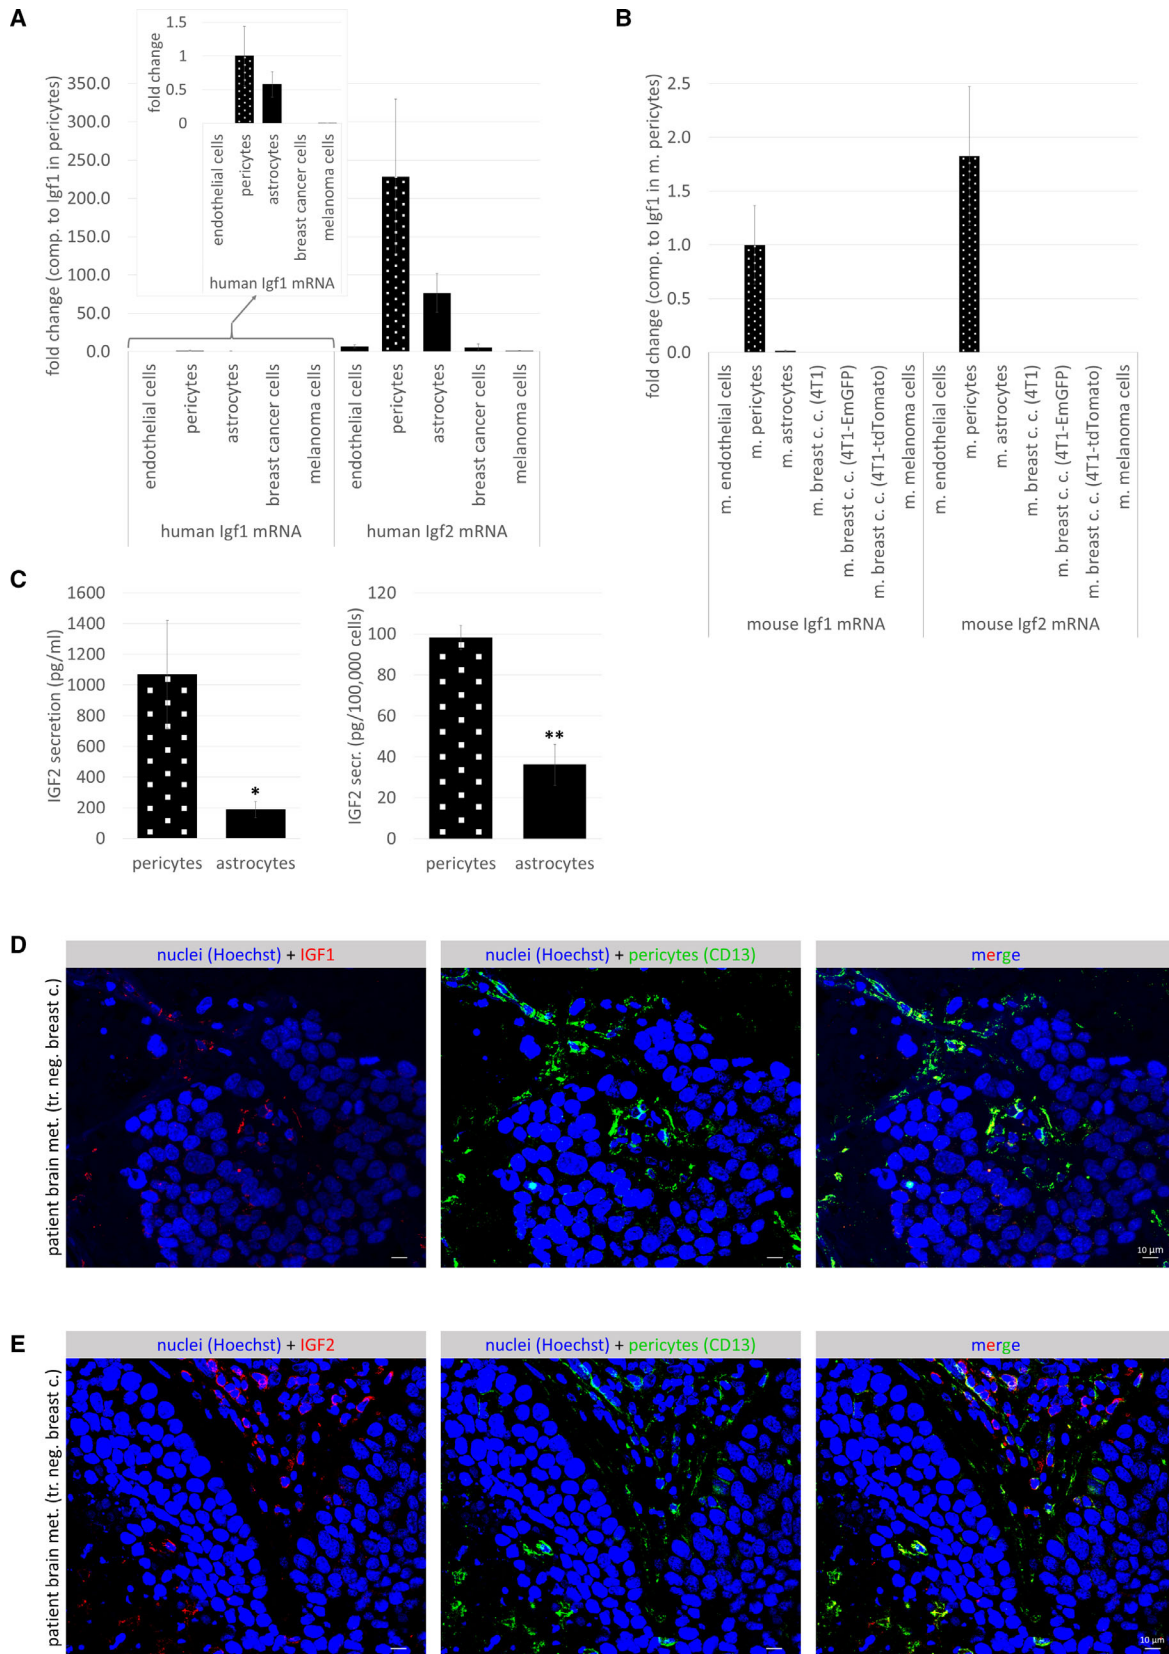 A
fold change (comp. to Igf1 in pericytes)
350.0
300.0
250.0
200.0
150.0
100.0
50.0
0.0
fold change
1.5
1
0.5
0
endothelial cells
pericytes
astrocytes
breast cancer cells
melanoma cells
human Igf1 mRNA
endothelial cells
pericytes
astrocytes
breast cancer cells
melanoma cells
endothelial cells
pericytes
astrocytes
breast cancer cells
melanoma cells
human Igf1 mRNA
human Igf2 mRNA
B
fold change (comp. to Igf1 in m. pericytes)
2.5
2.0
1.5
1.0
0.5
0.0
m. endothelial cells
m. pericytes
m. astrocytes
m. breast c. c. (4T1)
m. breast c. c. (4T1-EmGFP)
m. breast c. c. (4T1-tdTomato)
m. melanoma cells
m. endothelial cells
m. pericytes
m. astrocytes
m. breast c. c. (4T1)
m. breast c. c. (4T1-EmGFP)
m. breast c. c. (4T1-tdTomato)
m. melanoma cells
mouse Igf1 mRNA
mouse Igf2 mRNA
C
IGF2 secretion (pg/ml)
1600
1400
1200
1000
800
600
400
200
0
*
pericytes
astrocytes
IGF2 secr. (pg/100,000 cells)
120
100
80
60
40
20
0
**
pericytes
astrocytes
D
patient brain met. (tr. neg. breast c.)
nuclei (Hoechst) + IGF1
nuclei (Hoechst) + pericytes (CD13)
merge
10 µm
E
patient brain met. (tr. neg. breast c.)
nuclei (Hoechst) + IGF2
nuclei (Hoechst) + pericytes (CD13)
merge
10 µm